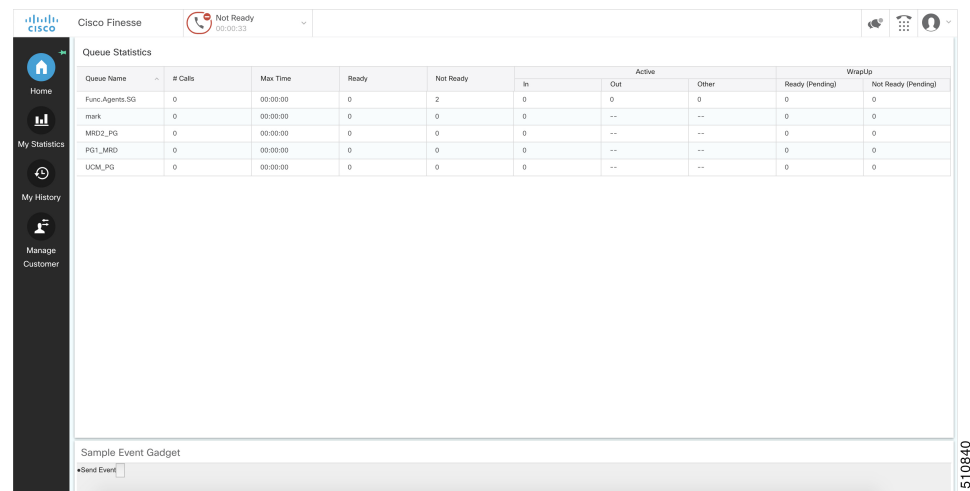 CISCO
Cisco Finesse
Not Ready
00:00:33
Home
My Statistics
My History
Manage
Customer
Queue Statistics
Active WrapUp
Queue Name # Calls Max Time Ready Not Ready In Out Other Ready (Pending) Not Ready (Pending)
Func.Agents.SG 0 00:00:00 0 2 0 0 0 0 0
mark 0 00:00:00 0 0 0 -- -- 0 0
MRD2_PG 0 00:00:00 0 0 0 -- -- 0 0
PG1_MRD 0 00:00:00 0 0 0 -- -- 0 0
UCM_PG 0 00:00:00 0 0 0 -- -- 0 0
Sample Event Gadget
•Send Event
510840